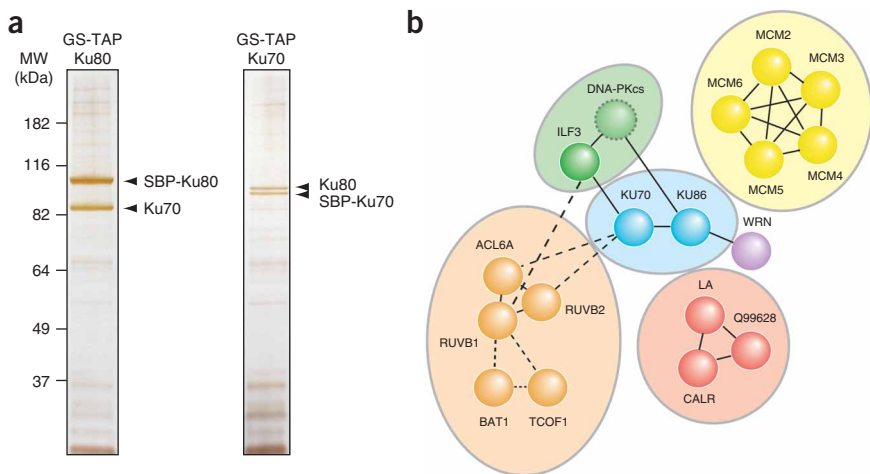 a
GS-TAP
Ku80
GS-TAP
Ku70
MW
(kDa)
182
116
82
64
49
37
SBP-Ku80
Ku70
Ku80
SBP-Ku70
b
MCM2
MCM3
MCM6
MCM5
MCM4
DNA-PKcs
ILF3
KU70
KU86
WRN
ACL6A
RUVB2
RUVB1
BAT1
TCOF1
LA
Q99628
CALR